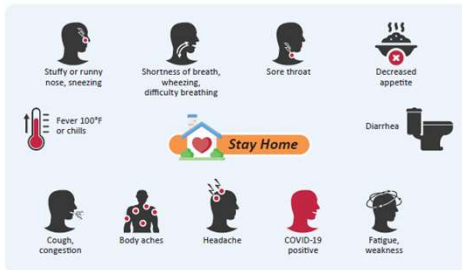 Stuffy or runny
nose, sneezing
Shortness of breath,
wheezing,
difficulty breathing
Sore throat
Decreased
appetite
Fever 100°F
or chills
Stay Home
Diarrhea
Cough,
congestion
Body aches
Headache
COVID-19
positive
Fatigue,
weakness